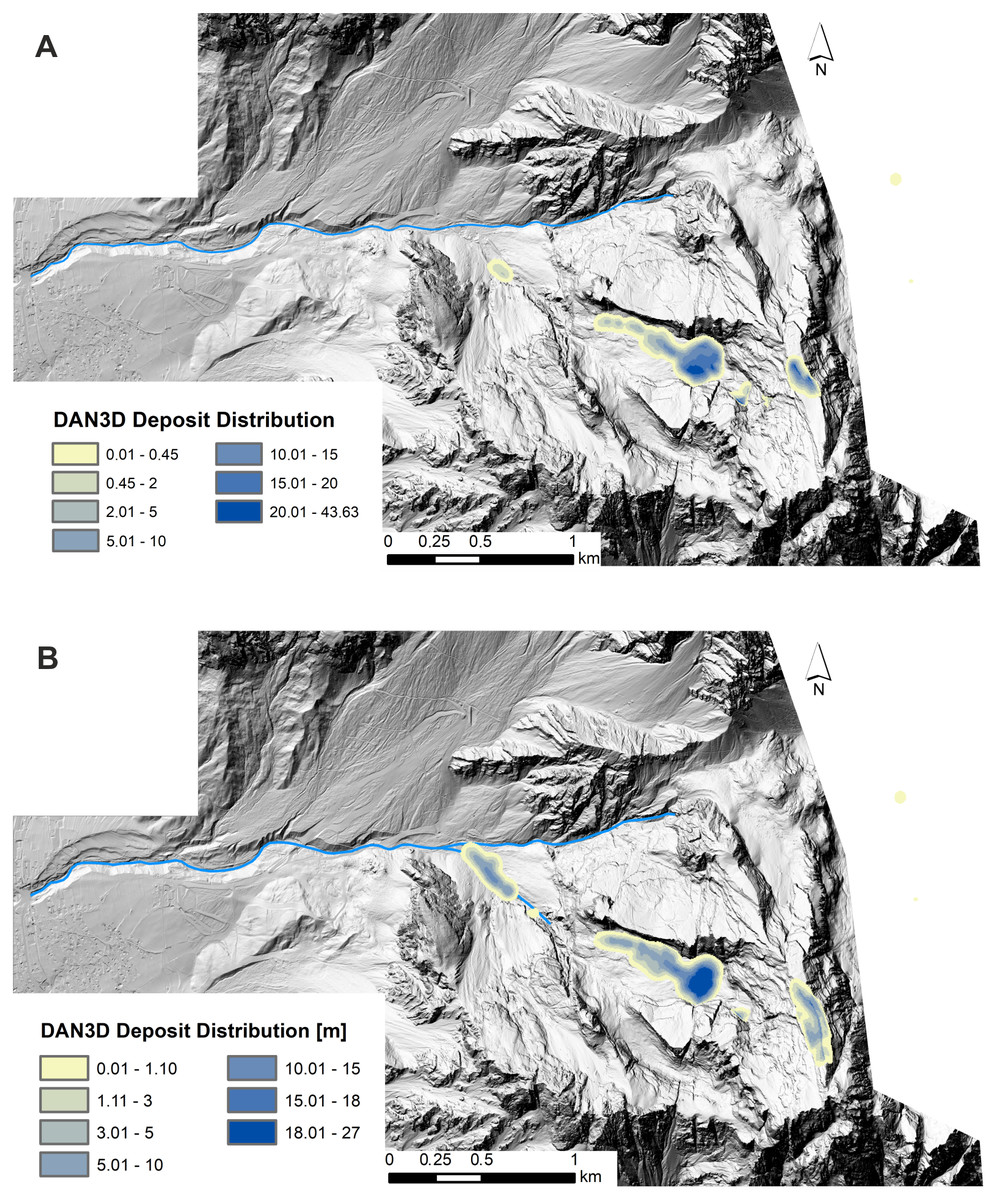 A
N
DAN3D Deposit Distribution
0.01 - 0.45
10.01 - 15
0.45 - 2
15.01 - 20
2.01 - 5
20.01 - 43.63
5.01 - 10
0 0.25 0.5 1
km
B
N
DAN3D Deposit Distribution [m]
0.01 - 1.10
10.01 - 15
1.11 - 3
15.01 - 18
3.01 - 5
18.01 - 27
5.01 - 10
0 0.25 0.5 1
km